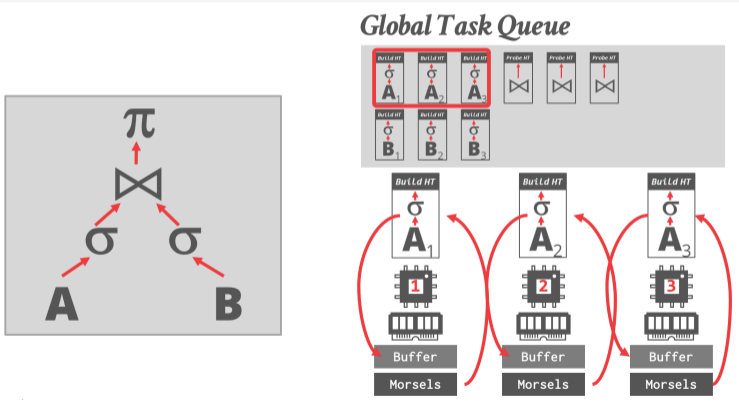 Global Task Queue
Build HT Build HT Build HT Probe HT Probe HT Probe HT
σ σ σ ⋈ ⋈ ⋈
A1 A2 A3
Build HT Build HT Build HT
σ σ σ
B1 B2 B3
π
⋈
σ σ
A B
Build HT Build HT Build HT
σ σ σ
A1 A2 A3
1 2 3
Buffer Buffer Buffer
Morsels Morsels Morsels